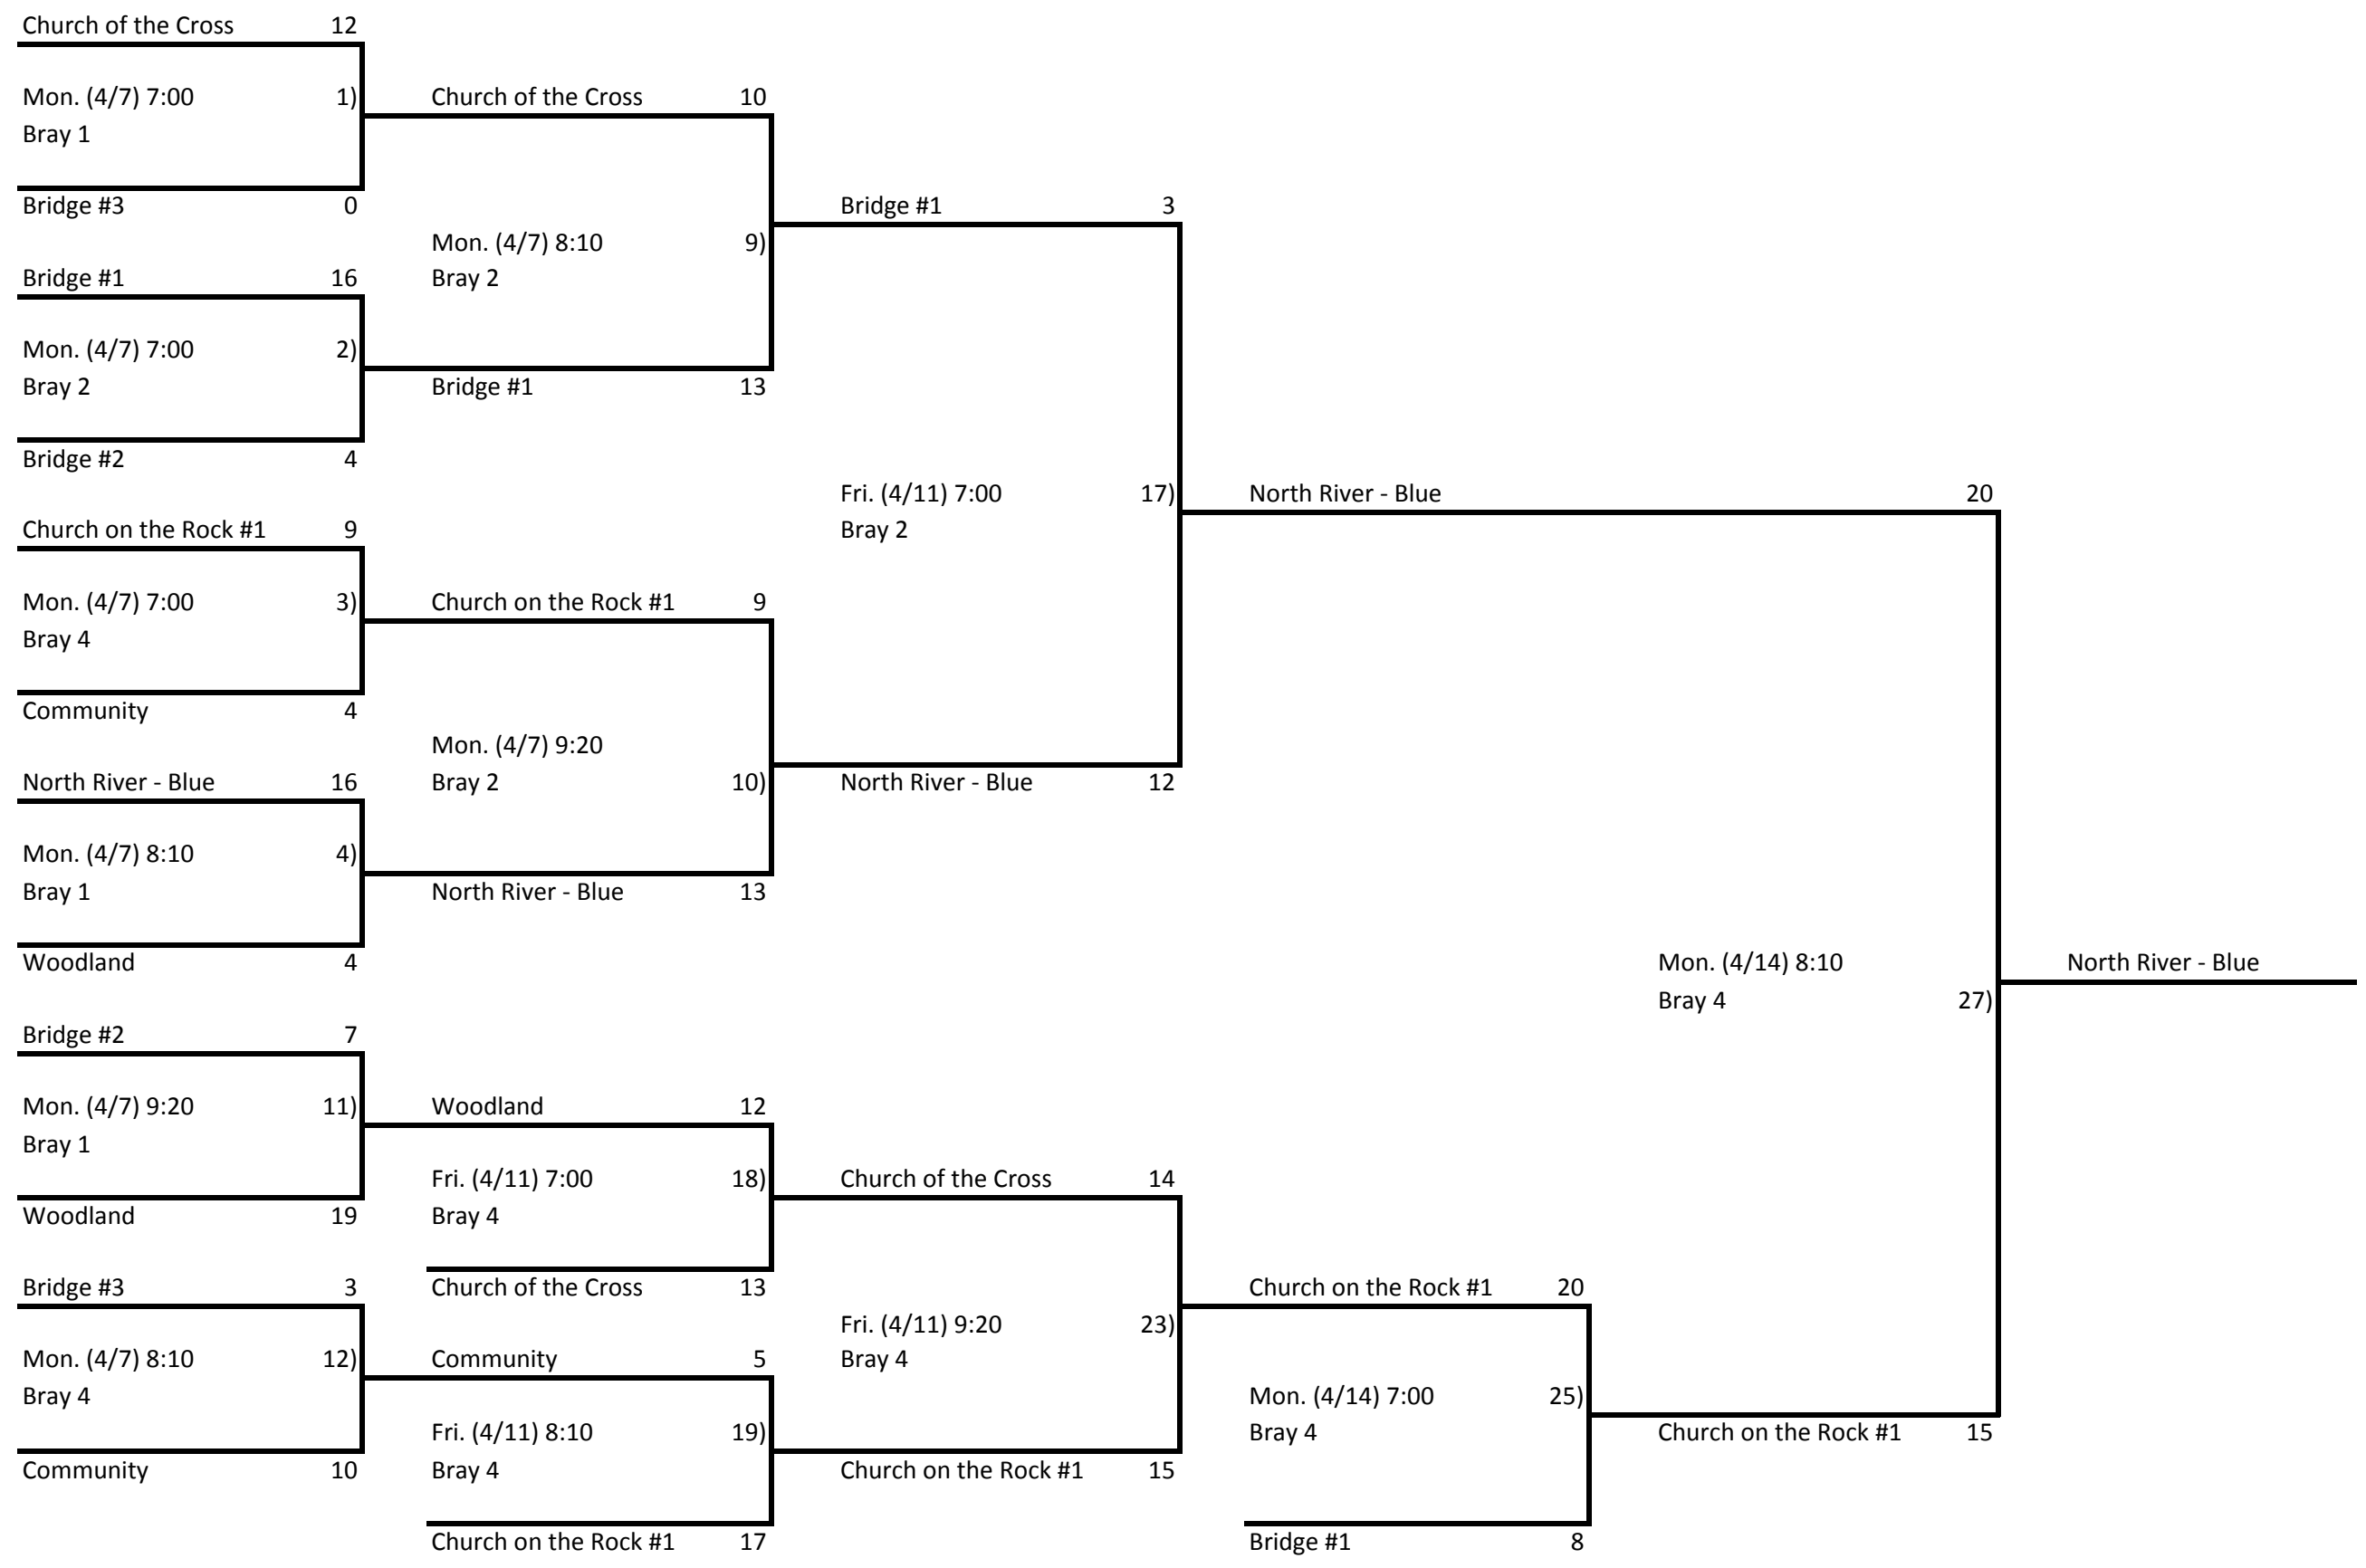 Church of the Cross 12
Mon. (4/7) 7:00 1) Church of the Cross 10
Bray 1
Bridge #3 0 Bridge #1 3
Mon. (4/7) 8:10 9)
Bridge #1 16 Bray 2
Mon. (4/7) 7:00 2)
Bray 2 Bridge #1 13
Bridge #2 4
Fri. (4/11) 7:00 17) North River - Blue 20
Church on the Rock #1 9 Bray 2
Mon. (4/7) 7:00 3) Church on the Rock #1 9
Bray 4
Community 4
Mon. (4/7) 9:20
North River - Blue 16 Bray 2 10) North River - Blue 12
Mon. (4/7) 8:10 4)
Bray 1 North River - Blue 13
Woodland 4 Mon. (4/14) 8:10 North River - Blue
Bray 4 27)
Bridge #2 7
Mon. (4/7) 9:20 11) Woodland 12
Bray 1
Fri. (4/11) 7:00 18) Church of the Cross 14
Woodland 19 Bray 4
Bridge #3 3 Church of the Cross 13 Church on the Rock #1 20
Fri. (4/11) 9:20 23)
Mon. (4/7) 8:10 12) Community 5 Bray 4
Bray 4 Mon. (4/14) 7:00 25)
Fri. (4/11) 8:10 19) Bray 4 Church on the Rock #1 15
Community 10 Bray 4 Church on the Rock #1 15
Church on the Rock #1 17 Bridge #1 8